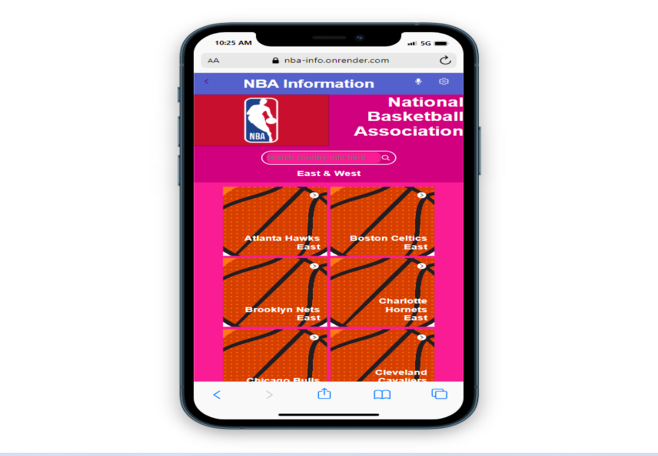 10:25 AM
5G
AA
nba-info.onrender.com
NBA Information
NBA
National
Basketball
Association
East & West
Atlanta Hawks
East
Boston Celtics
East
Brooklyn Nets
East
Charlotte
Hornets
East
Chicago Bulls
Cleveland
Cavaliers